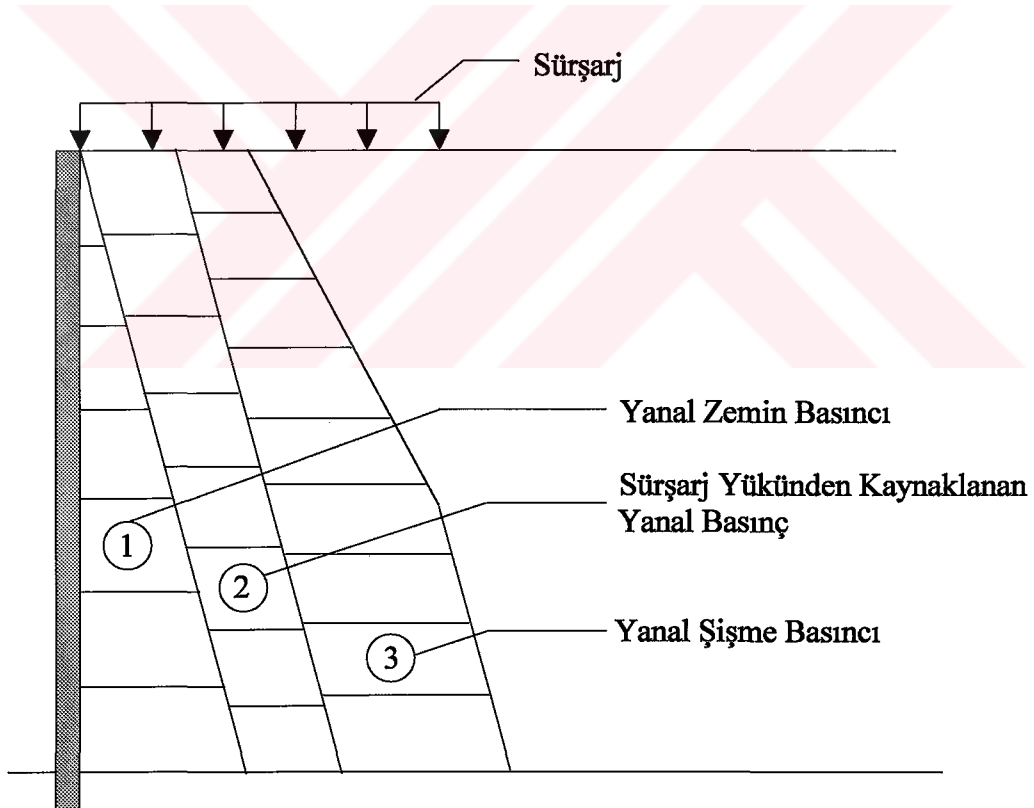 Sürşarj
Yanal Zemin Basıncı
Sürşarj Yükünden Kaynaklanan
Yanal Basınç
1
2
Yanal Şişme Basıncı
3